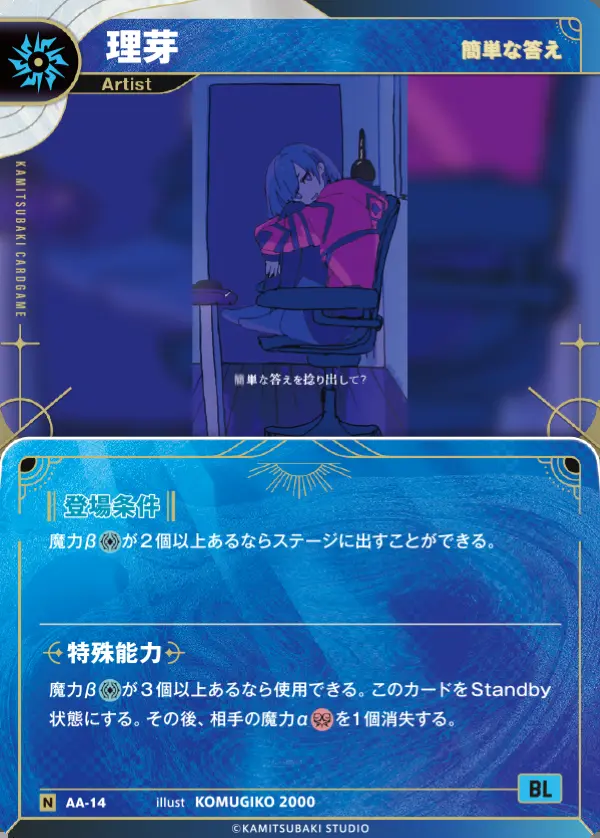 理芽
簡単な答え
Artist
KAMITSUBAKI CARDGAME
簡単な答えを捻り出して?
登場条件
魔力βが2個以上あるならステージに出すことができる。
特殊能力
魔力βが3個以上あるなら使用できる。このカードをStandby
状態にする。その後、相手の魔力αを1個消失する。
BL
N AA-14 illust KOMUGIKO 2000
©KAMITSUBAKI STUDIO